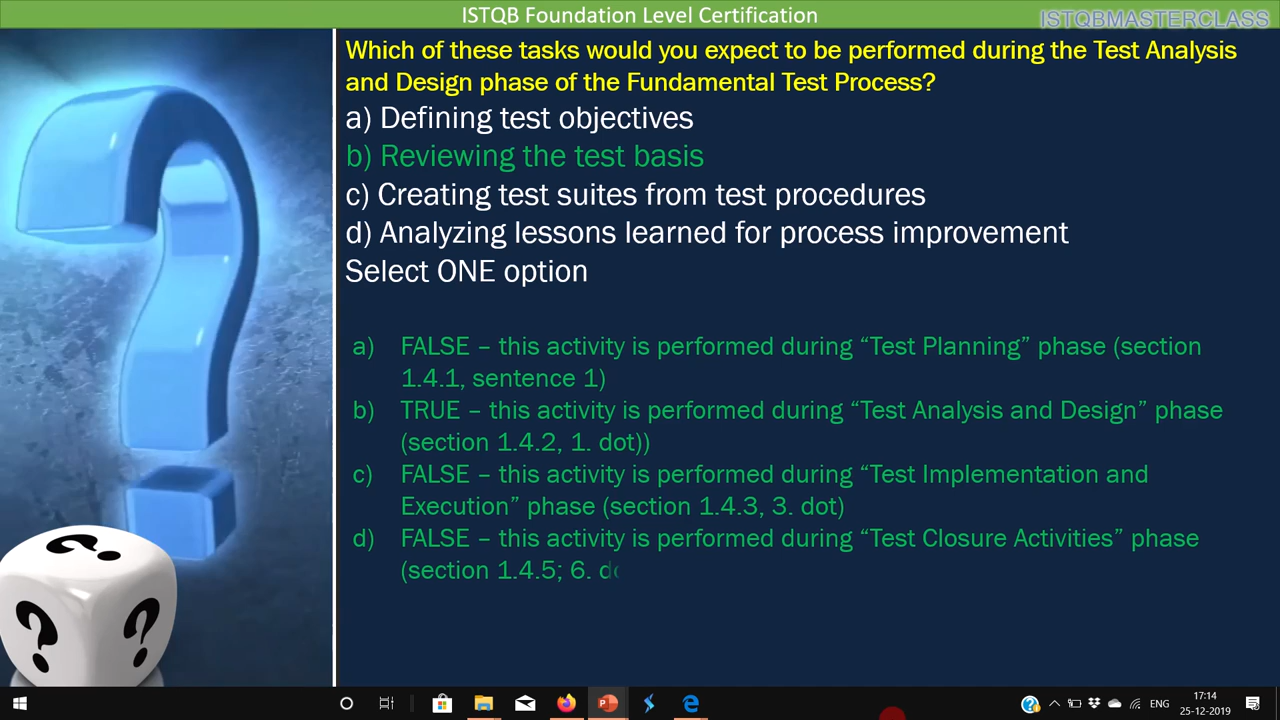 ISTQB Foundation Level Certification
ISTQBMASTERCLASS
Which of these tasks would you expect to be performed during the Test Analysis
and Design phase of the Fundamental Test Process?
a) Defining test objectives
b) Reviewing the test basis
c) Creating test suites from test procedures
d) Analyzing lessons learned for process improvement
Select ONE option
a) FALSE – this activity is performed during “Test Planning” phase (section
1.4.1, sentence 1)
b) TRUE – this activity is performed during “Test Analysis and Design” phase
(section 1.4.2, 1. dot))
c) FALSE – this activity is performed during “Test Implementation and
Execution” phase (section 1.4.3, 3. dot)
d) FALSE – this activity is performed during “Test Closure Activities” phase
(section 1.4.5; 6.
ENG
17:14
25-12-2019